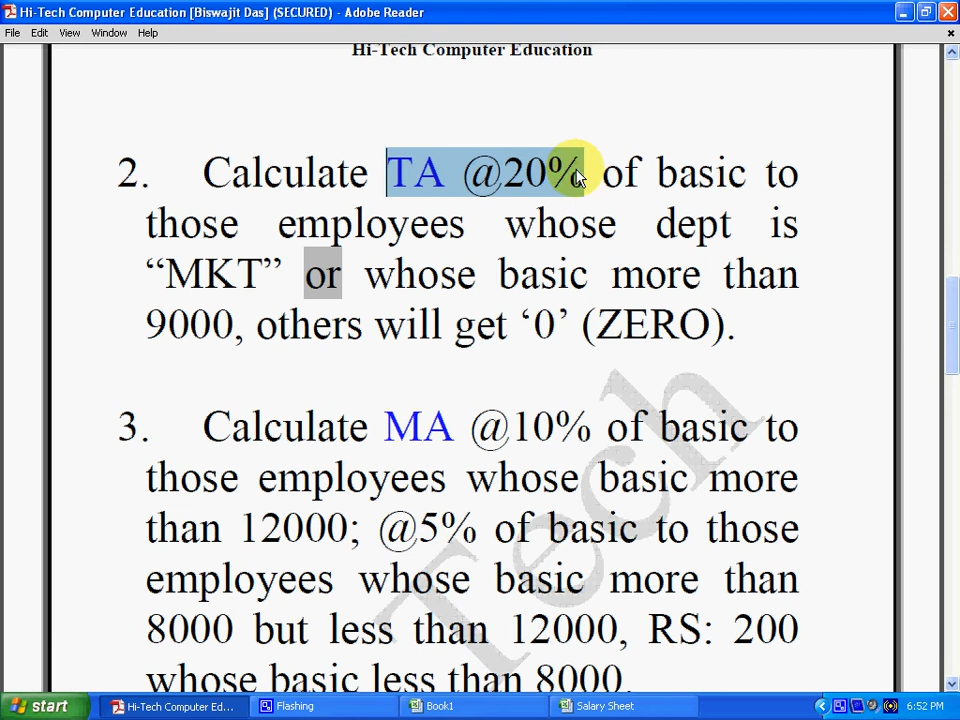 Hi-Tech Computer Education [Biswajit Das] (SECURED) - Adobe Reader
File Edit View Window Help
Hi-Tech Computer Education
2. Calculate TA @20% of basic to
those employees whose dept is
“MKT” or whose basic more than
9000, others will get ‘0’ (ZERO).
3. Calculate MA @10% of basic to
those employees whose basic more
than 12000; @5% of basic to those
employees whose basic more than
8000 but less than 12000, RS: 200
whose basic less than 8000.
Tech
start Hi-Tech Computer Ed... Flashing Book1 Salary Sheet 6:52 PM